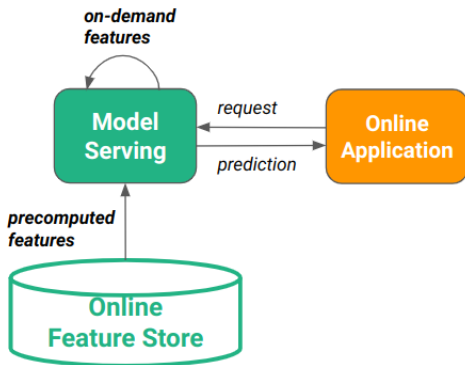 on-demand
features
Model
Serving
request
prediction
Online
Application
precomputed
features
Online
Feature Store